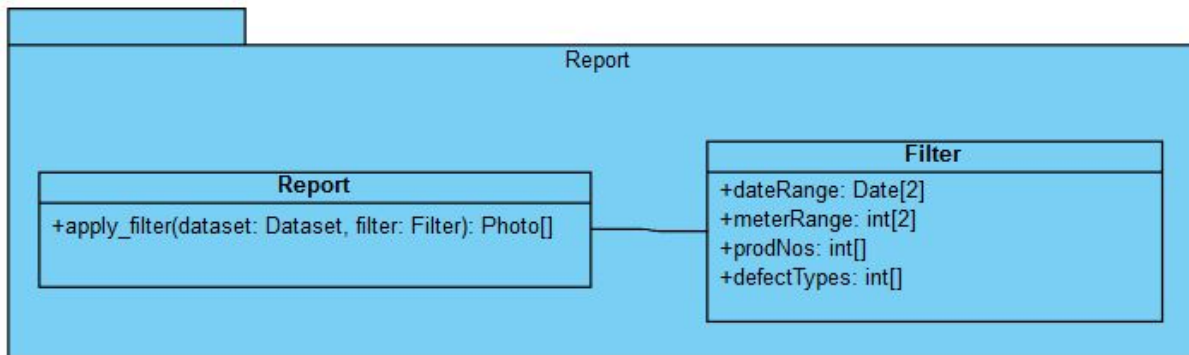 Report
Report
+apply_filter(dataset: Dataset, filter: Filter): Photo[]
Filter
+dateRange: Date[2]
+meterRange: int[2]
+prodNos: int[]
+defectTypes: int[]